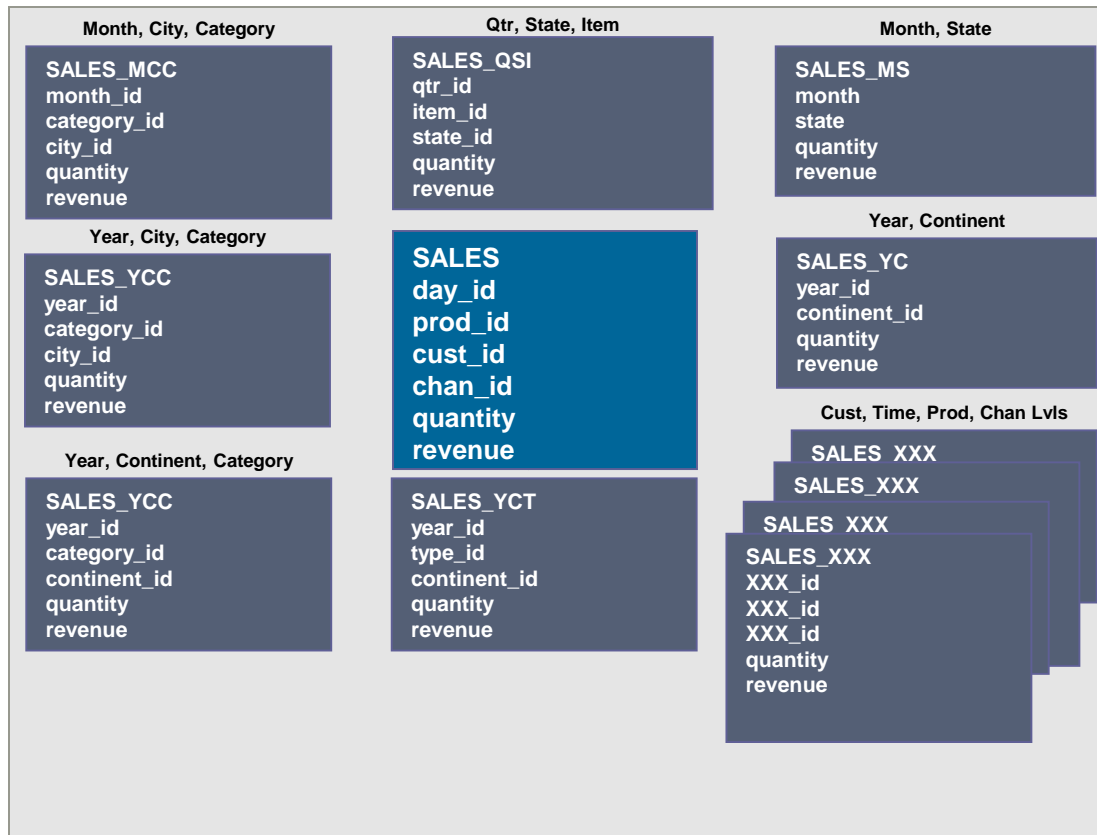 Month, City, Category
SALES_MCC
month_id
category_id
city_id
quantity
revenue
Qtr, State, Item
SALES_QSI
qtr_id
item_id
state_id
quantity
revenue
Month, State
SALES_MS
month
state
quantity
revenue
Year, City, Category
SALES_YCC
year_id
category_id
city_id
quantity
revenue
SALES
day_id
prod_id
cust_id
chan_id
quantity
revenue
Year, Continent
SALES_YC
year_id
continent_id
quantity
revenue
Year, Continent, Category
SALES_YCC
year_id
category_id
continent_id
quantity
revenue
SALES_YCT
year_id
type_id
continent_id
quantity
revenue
Cust, Time, Prod, Chan Lvls
SALES_XXX
SALES_XXX
SALES_XXX
SALES_XXX
XXX_id
XXX_id
XXX_id
quantity
revenue